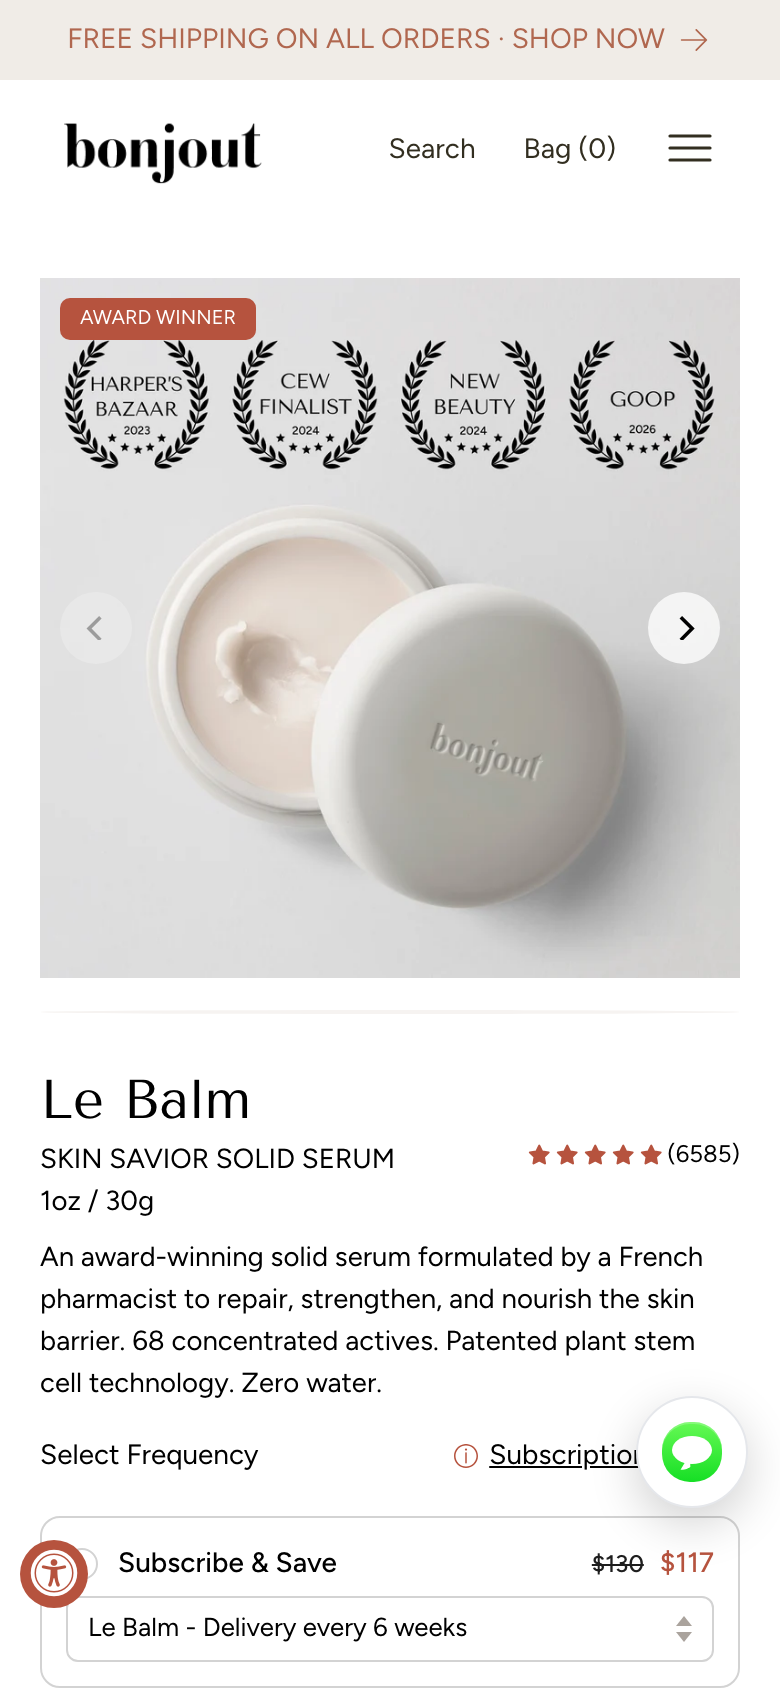 FREE SHIPPING ON ALL ORDERS · SHOP NOW
bonjout
Search
Bag (0)
AWARD WINNER
HARPER'S
BAZAAR
2023
CEW
FINALIST
2024
NEW
BEAUTY
2024
GOOP
2026
bonjout
Le Balm
SKIN SAVIOR SOLID SERUM
(6585)
1oz / 30g
An award-winning solid serum formulated by a French
pharmacist to repair, strengthen, and nourish the skin
barrier. 68 concentrated actives. Patented plant stem
cell technology. Zero water.
Select Frequency
Subscription
Subscribe & Save
$130 $117
Le Balm - Delivery every 6 weeks